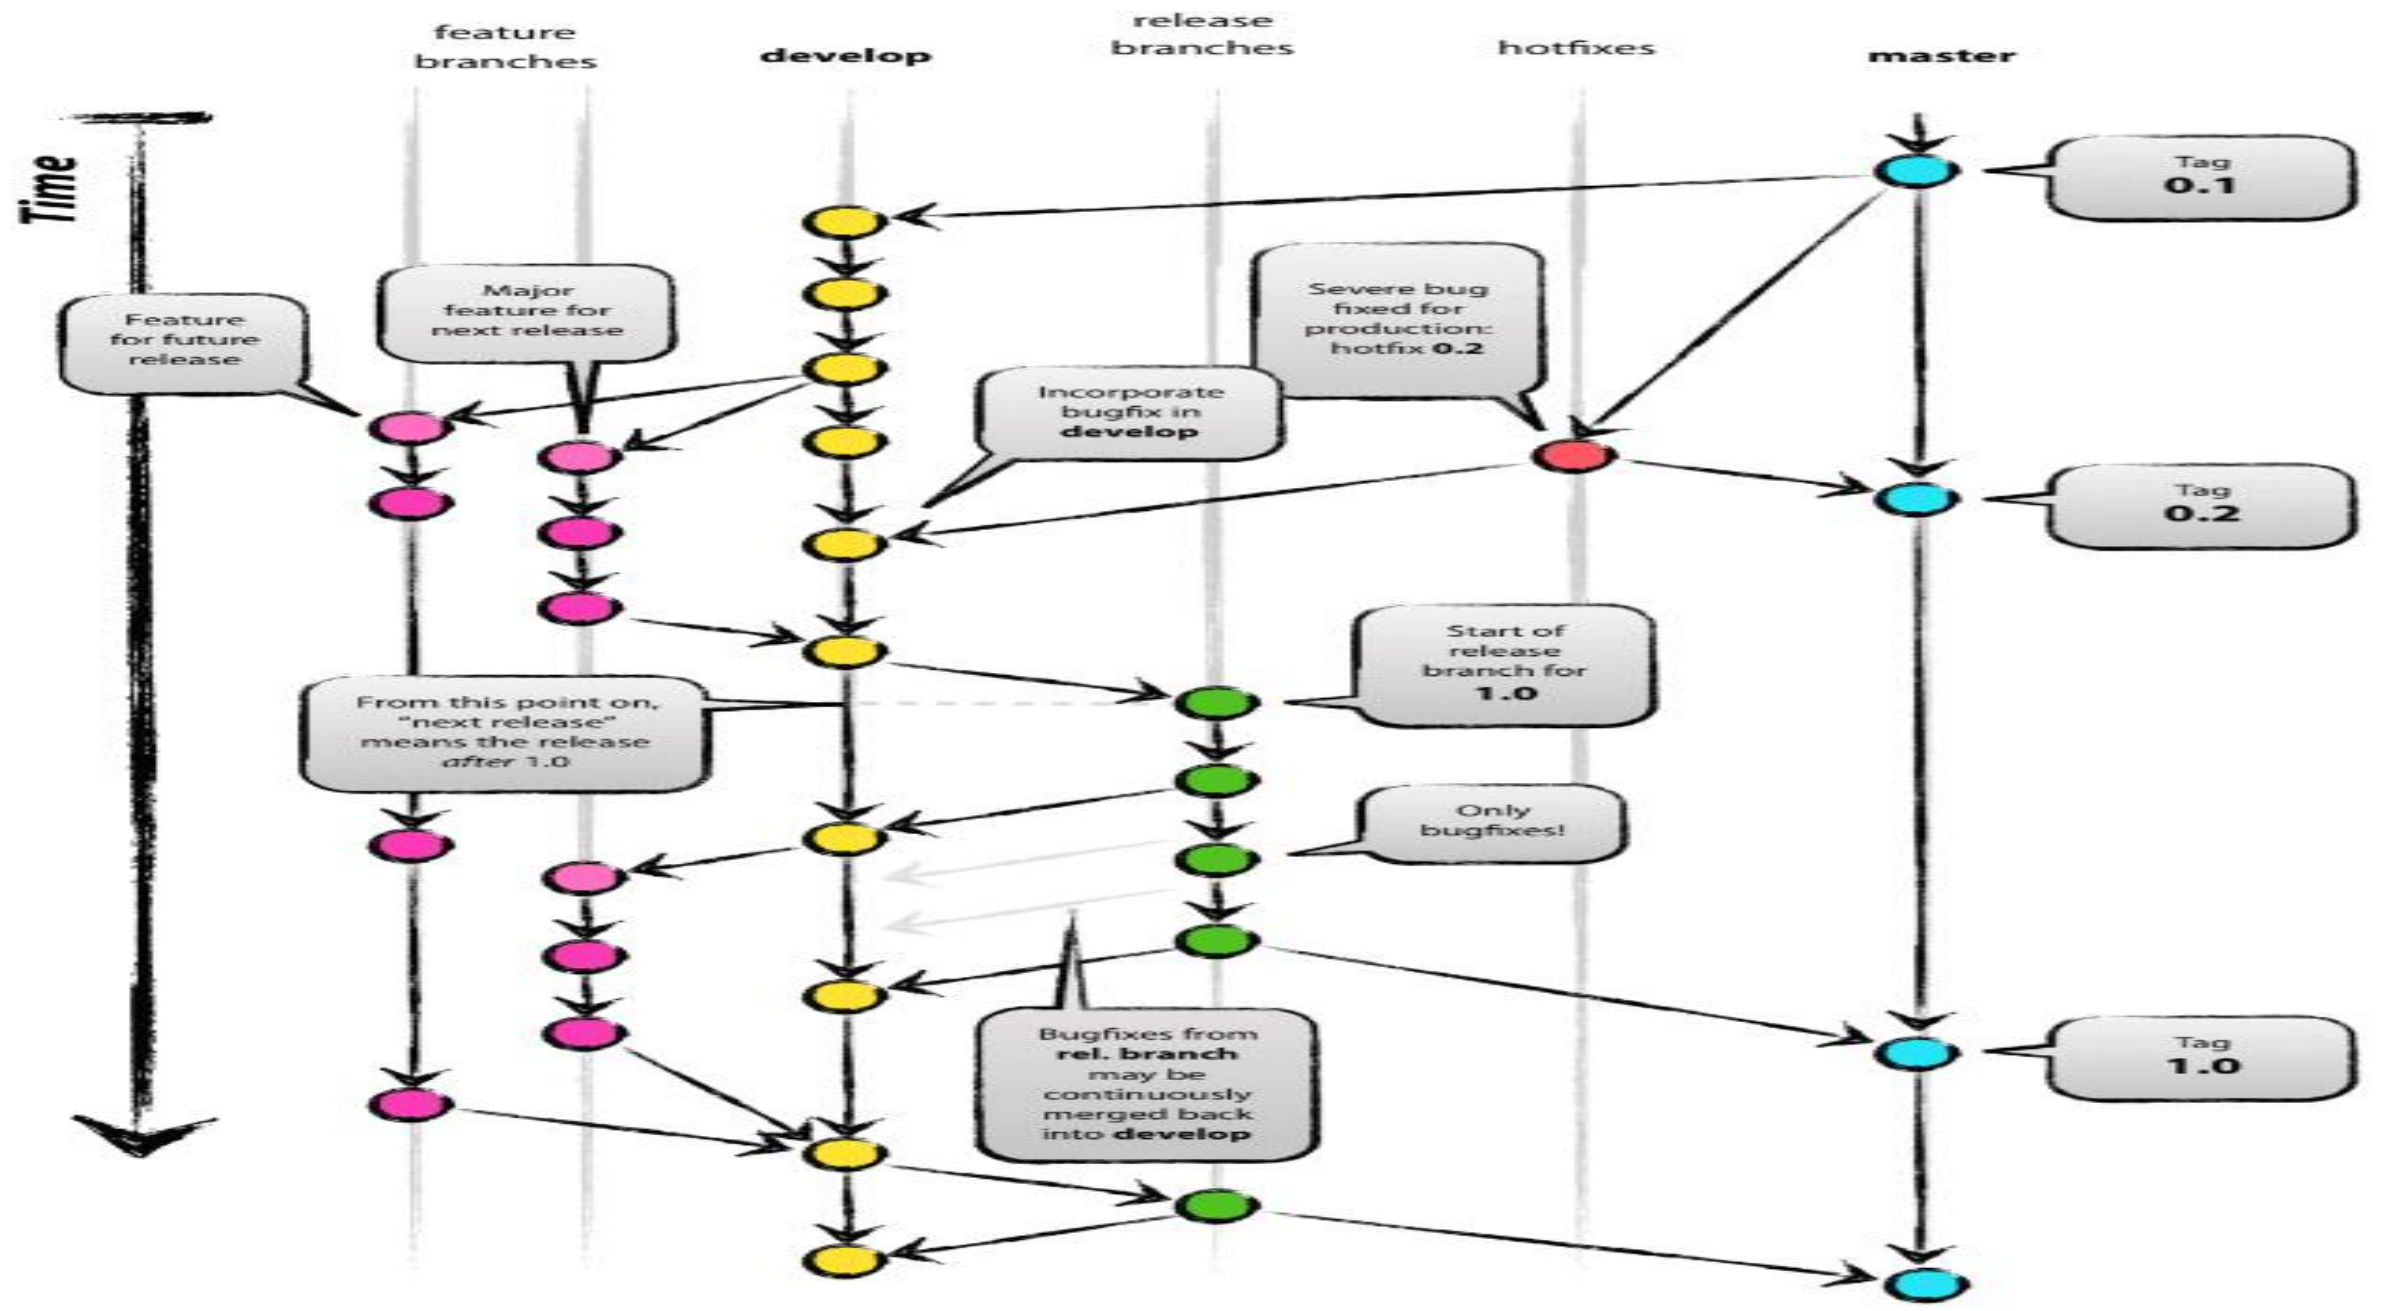 feature
branches
develop
release
branches
hotfixes
master
Time
Tag
0.1
Feature
for future
release
Major
feature for
next release
Severe bug
fixed for
production:
hotfix 0.2
Incorporate
bugfix in
develop
Tag
0.2
Start of
release
branch for
1.0
From this point on,
“next release”
means the release
after 1.0
Only
bugfixes!
Bugfixes from
rel. branch
may be
continuously
merged back
into develop
Tag
1.0